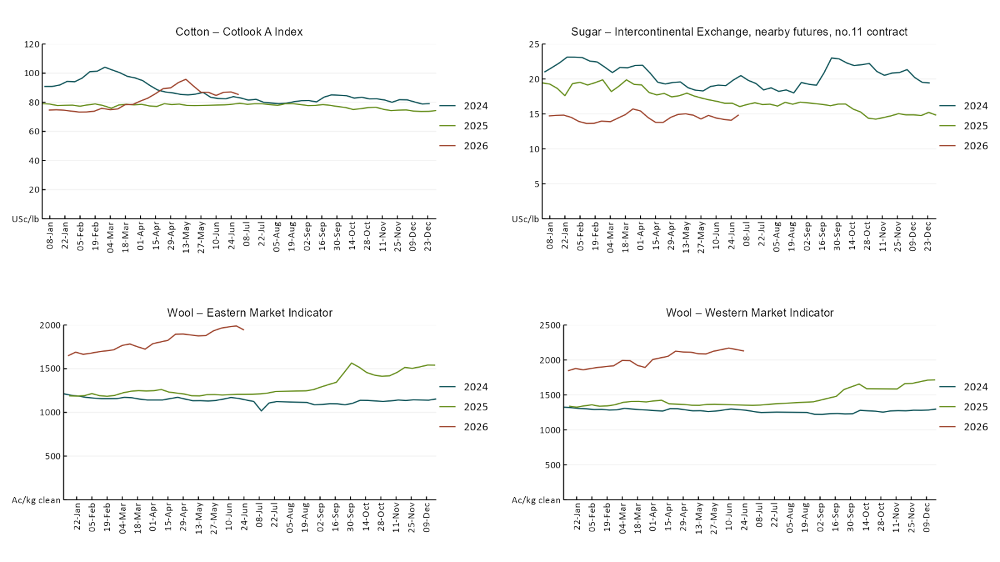 Cotton – Cotlook A Index
120
100
80
60
40
20
USc/lb
08-Jan
22-Jan
05-Feb
19-Feb
04-Mar
18-Mar
01-Apr
15-Apr
29-Apr
13-May
27-May
10-Jun
24-Jun
08-Jul
22-Jul
05-Aug
19-Aug
02-Sep
16-Sep
30-Sep
14-Oct
28-Oct
11-Nov
25-Nov
09-Dec
23-Dec
2024
2025
2026
Sugar – Intercontinental Exchange, nearby futures, no.11 contract
25
20
15
10
5
USc/lb
08-Jan
22-Jan
05-Feb
19-Feb
04-Mar
18-Mar
01-Apr
15-Apr
29-Apr
13-May
27-May
10-Jun
24-Jun
08-Jul
22-Jul
05-Aug
19-Aug
02-Sep
16-Sep
30-Sep
14-Oct
28-Oct
11-Nov
25-Nov
09-Dec
23-Dec
2024
2025
2026
Wool – Eastern Market Indicator
2000
1500
1000
500
Ac/kg clean
22-Jan
05-Feb
19-Feb
04-Mar
18-Mar
01-Apr
15-Apr
29-Apr
13-May
27-May
10-Jun
24-Jun
08-Jul
22-Jul
05-Aug
19-Aug
02-Sep
16-Sep
30-Sep
14-Oct
28-Oct
11-Nov
25-Nov
09-Dec
2024
2025
2026
Wool – Western Market Indicator
2500
2000
1500
1000
500
Ac/kg clean
22-Jan
05-Feb
19-Feb
04-Mar
18-Mar
01-Apr
15-Apr
29-Apr
13-May
27-May
10-Jun
24-Jun
08-Jul
22-Jul
05-Aug
19-Aug
02-Sep
16-Sep
30-Sep
14-Oct
28-Oct
11-Nov
25-Nov
09-Dec
2024
2025
2026